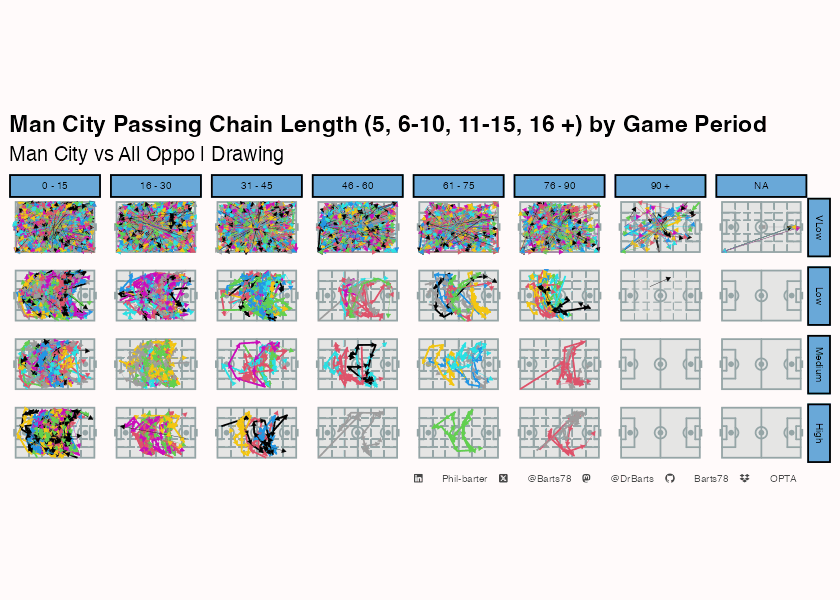 Man City Passing Chain Length (5, 6-10, 11-15, 16 +) by Game Period
Man City vs All Oppo | Drawing
0 - 15 16 - 30 31 - 45 46 - 60 61 - 75 76 - 90 90 + NA
V.Low
Low
Medium
High
Phil-barter @Barts78 @DrBarts Barts78 OPTA